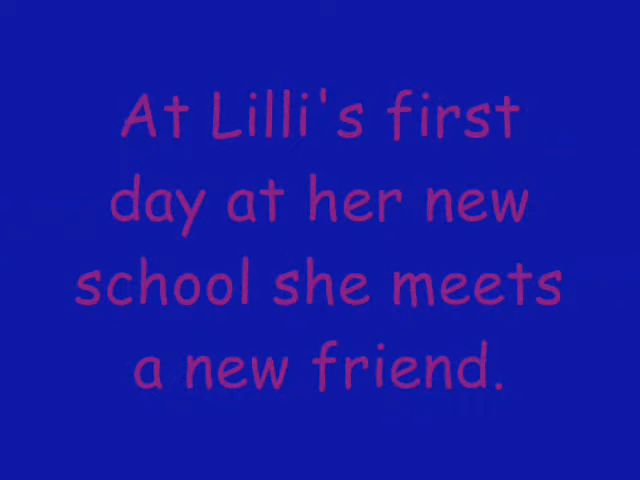 At Lilli's first
day at her new
school she meets
a new friend.